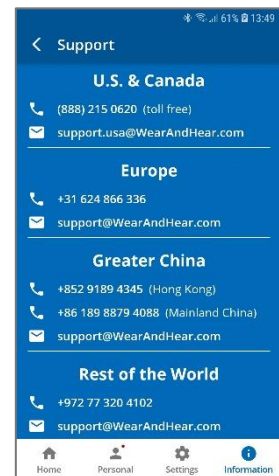 61% 13:49
Support
U.S. & Canada
(888) 215 0620 (toll free)
support.usa@WearAndHear.com
Europe
+31 624 866 336
support@WearAndHear.com
Greater China
+852 9189 4345 (Hong Kong)
+86 189 8879 4088 (Mainland China)
support@WearAndHear.com
Rest of the World
+972 77 320 4102
support@WearAndHear.com
Home Personal Settings Information